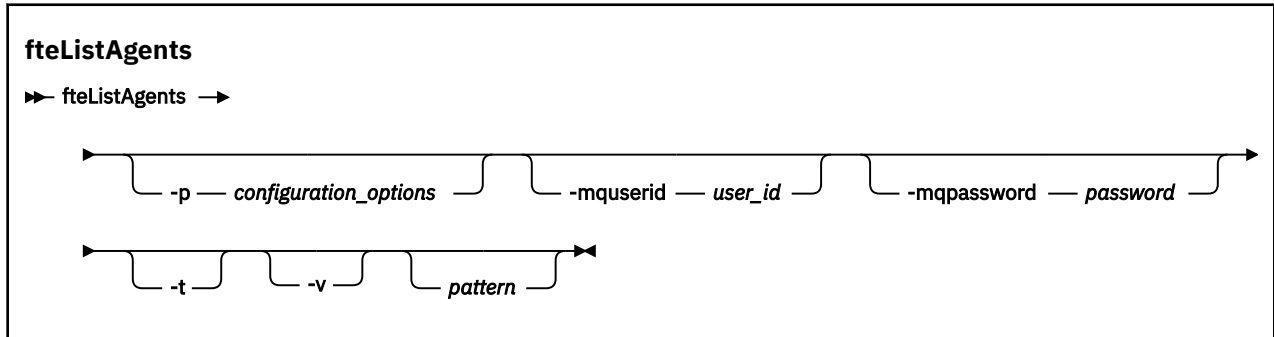 fteListAgents
fteListAgents
-p configuration_options -mquserid user_id -mqpassword password
-t -v pattern